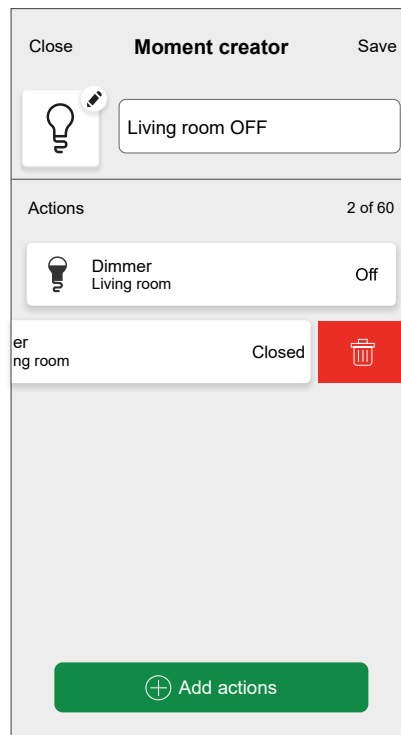 Close Moment creator Save
Living room OFF
Actions 2 of 60
Dimmer
Living room
Off
er
ng room
Closed
Add actions